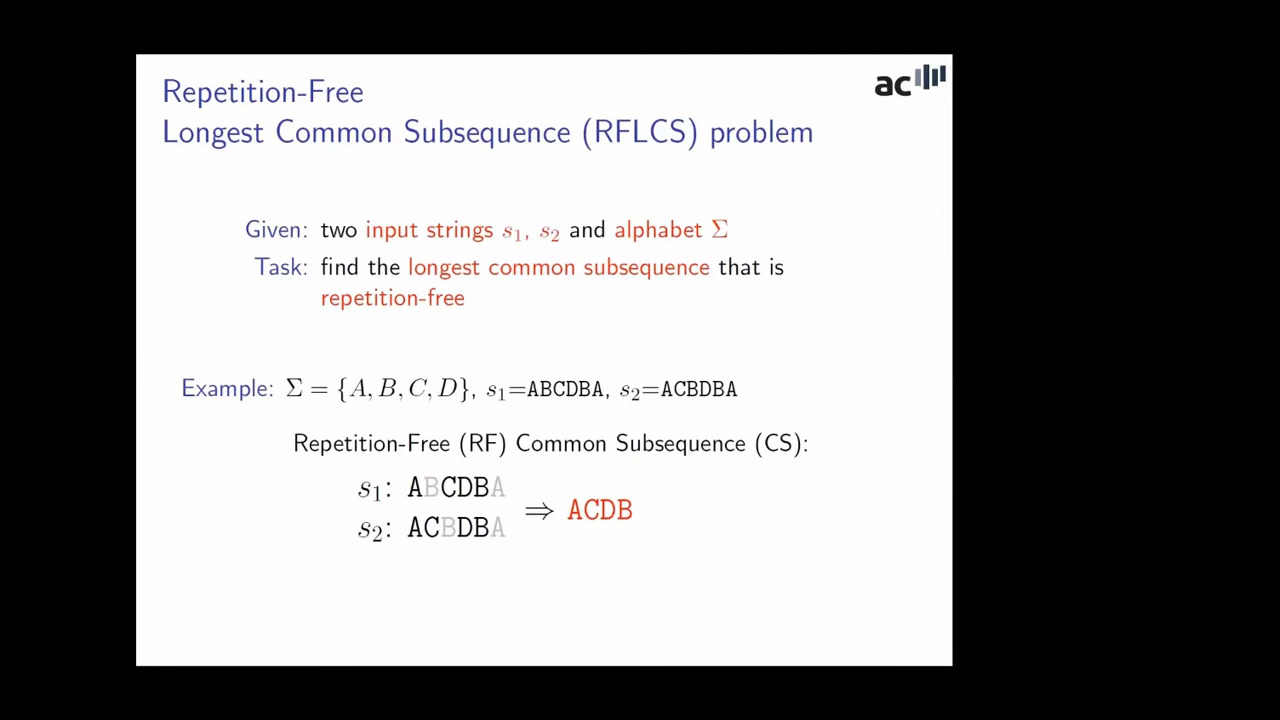 Repetition-Free
Longest Common Subsequence (RFLCS) problem
ac
Given: two input strings s₁, s₂ and alphabet Σ
Task: find the longest common subsequence that is
repetition-free
Example: Σ = {A, B, C, D}, s₁=ABCDBA, s₂=ACBDBA
Repetition-Free (RF) Common Subsequence (CS):
s₁: ABCDBA
⇒ ACDB
s₂: ACBDBA